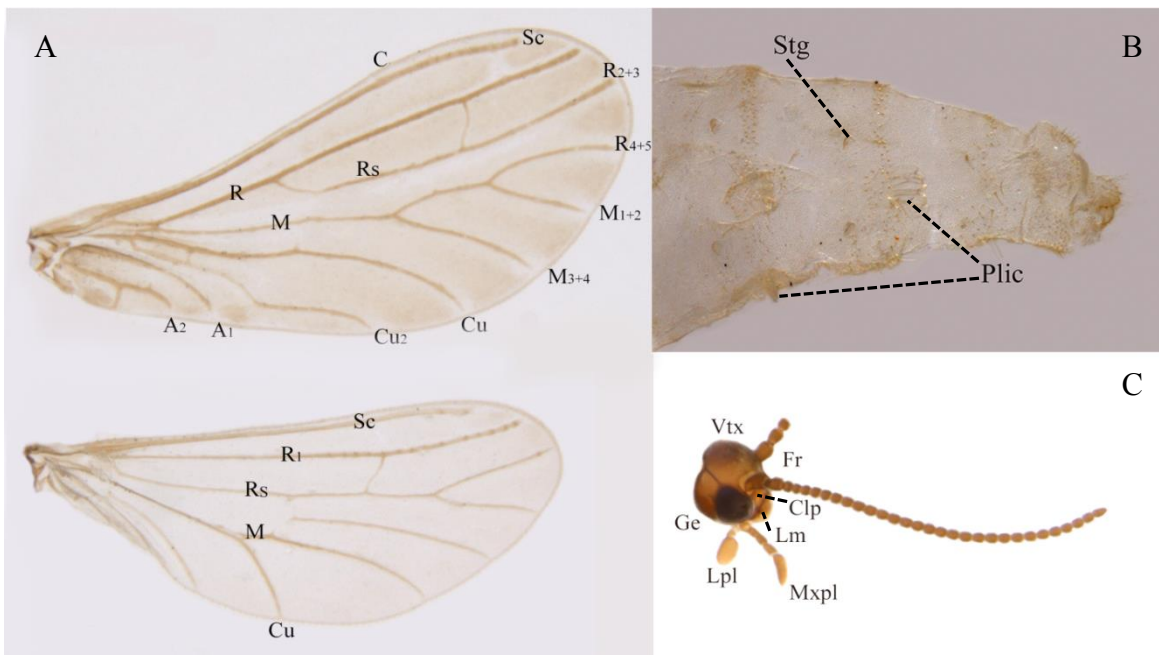 A
C
Sc
R2+3
R4+5
Rs
R
M
M1+2
M3+4
A2
A1
Cu2
Cu
Sc
R1
Rs
M
Cu
B
Stg
Plic
C
Vtx
Fr
Clp
Ge
Lm
Lpl
Mxpl